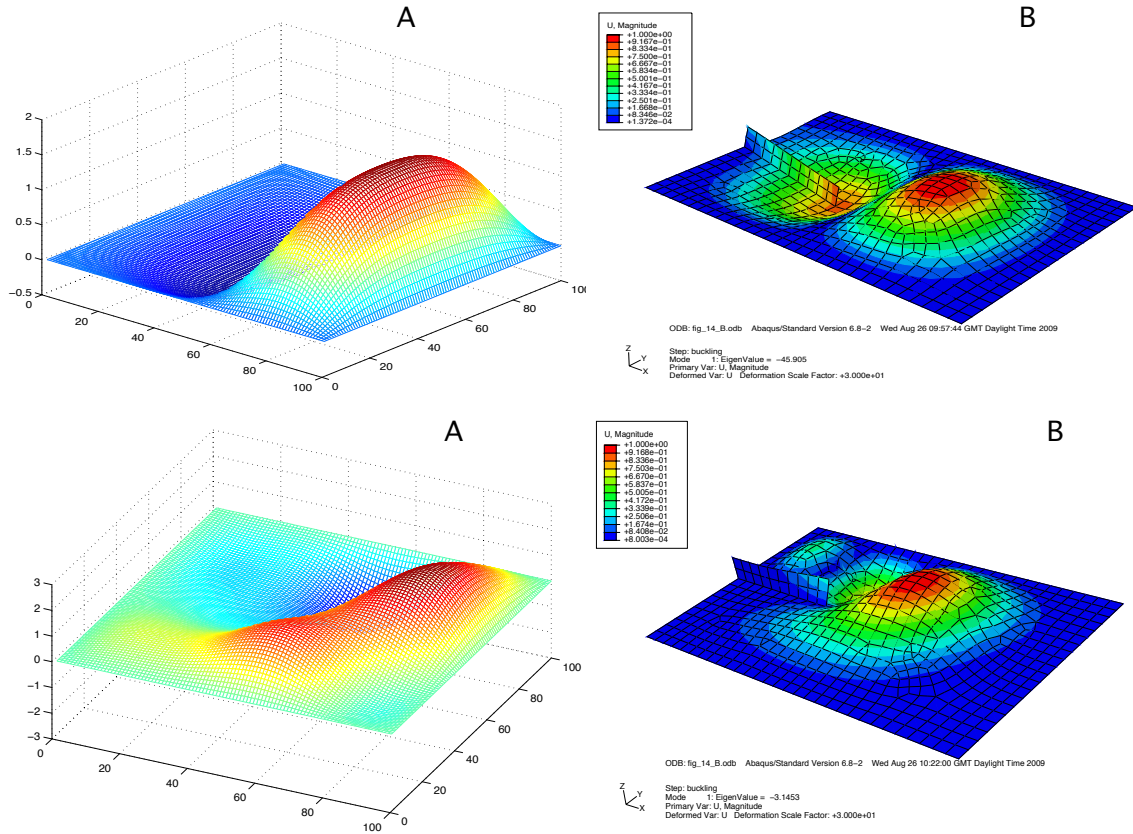 A
2
1.5
1
0.5
0
−0.5
0
20
40
60
80
100
0
20
40
60
80
100
B
U, Magnitude
+1.000e+00
+9.167e−01
+8.334e−01
+7.500e−01
+6.667e−01
+5.834e−01
+5.001e−01
+4.167e−01
+3.334e−01
+2.501e−01
+1.668e−01
+8.346e−02
+1.372e−04
ODB: fig_14_B.odb Abaqus/Standard Version 6.8−2 Wed Aug 26 09:57:44 GMT Daylight Time 2009
Z
Y
X
Step: buckling
Mode 1: EigenValue = −45.905
Primary Var: U, Magnitude
Deformed Var: U Deformation Scale Factor: +3.000e+01
A
3
2
1
0
−1
−2
−3
0
20
40
60
80
100
0
20
40
60
80
100
B
U, Magnitude
+1.000e+00
+9.168e−01
+8.336e−01
+7.503e−01
+6.670e−01
+5.837e−01
+5.005e−01
+4.172e−01
+3.339e−01
+2.506e−01
+1.674e−01
+8.408e−02
+8.003e−04
ODB: fig_14_B.odb Abaqus/Standard Version 6.8−2 Wed Aug 26 10:22:00 GMT Daylight Time 2009
Z
Y
X
Step: buckling
Mode 1: EigenValue = −3.1453
Primary Var: U, Magnitude
Deformed Var: U Deformation Scale Factor: +3.000e+01